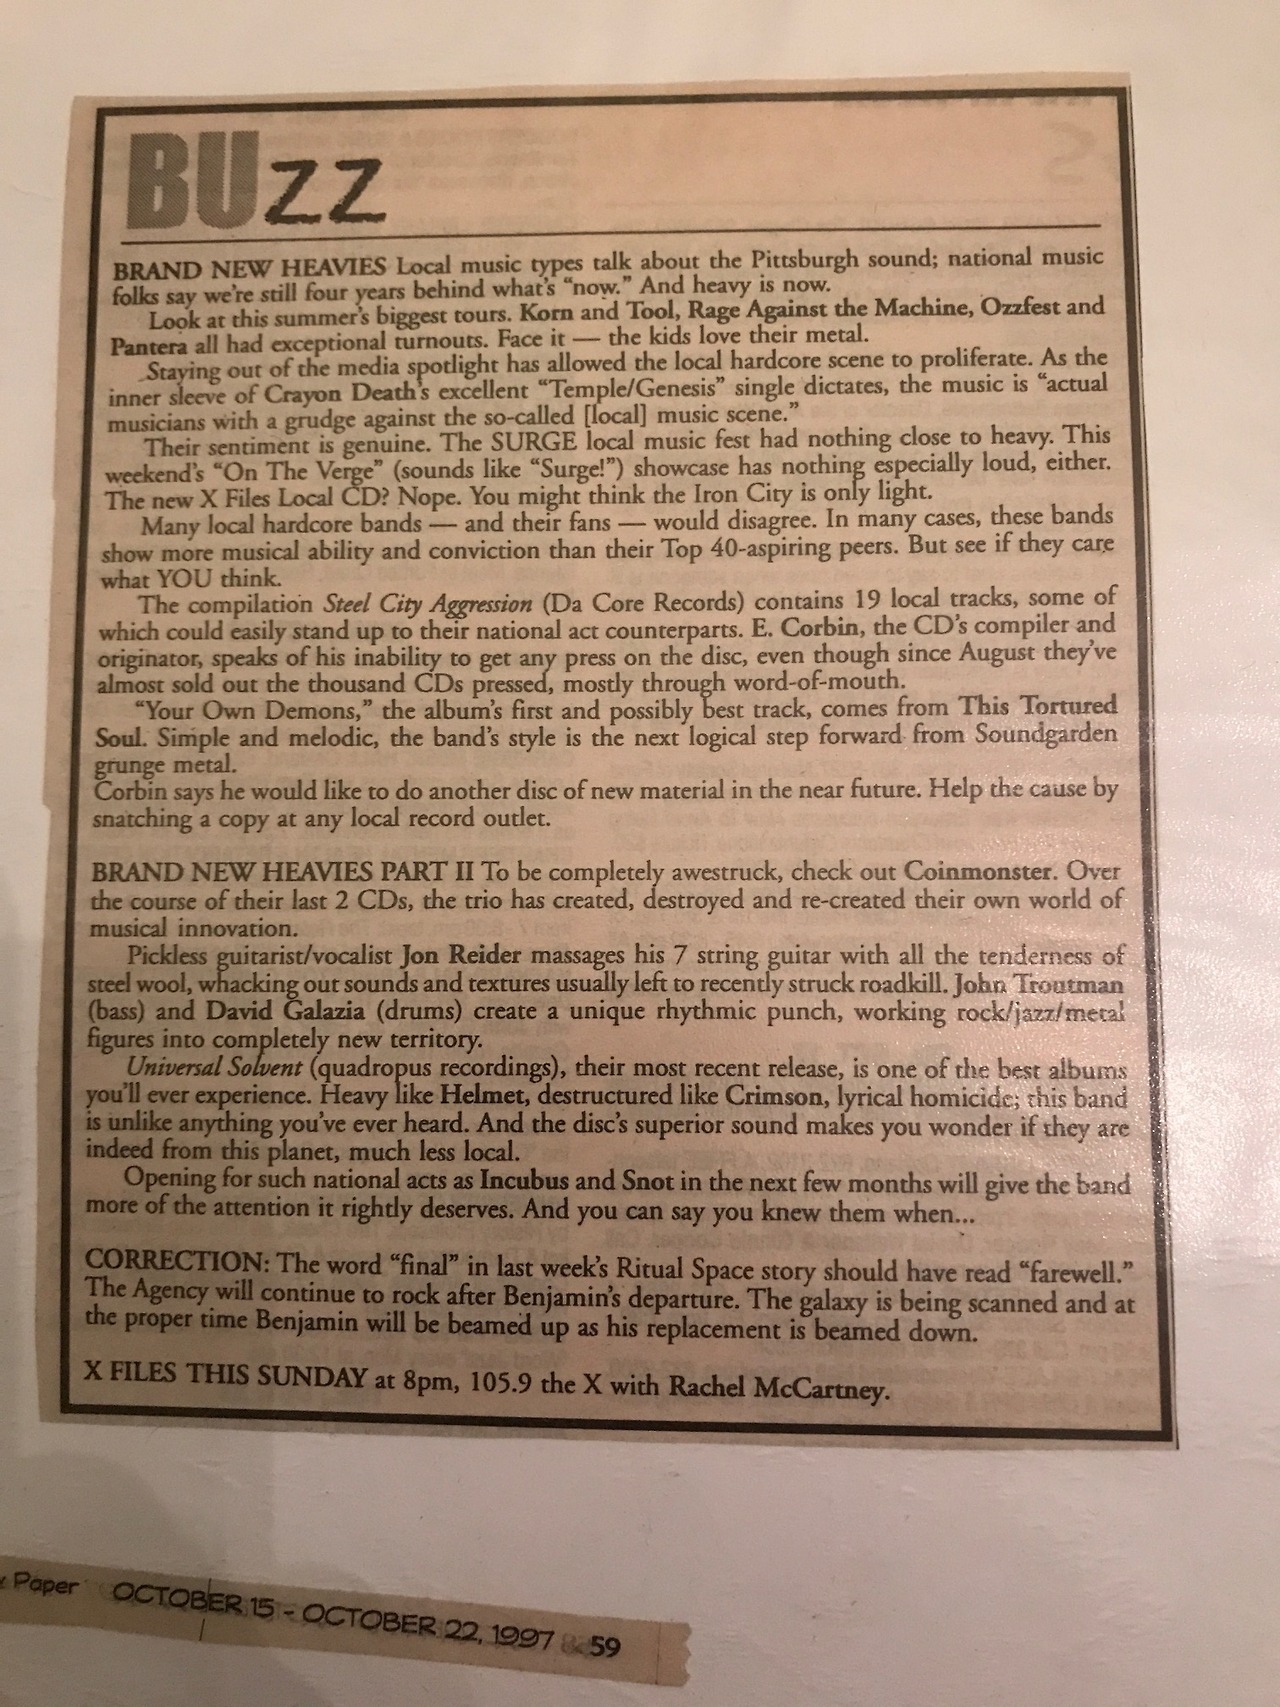 BUzz
BRAND NEW HEAVIES Local music types talk about the Pittsburgh sound; national music
folks say we're still four years behind what's “now.” And heavy is now.
Look at this summer's biggest tours. Korn and Tool, Rage Against the Machine, Ozzfest and
Pantera all had exceptional turnouts. Face it — the kids love their metal.
Staying out of the media spotlight has allowed the local hardcore scene to proliferate. As the
inner sleeve of Crayon Death's excellent “Temple/Genesis” single dictates, the music is “actual
musicians with a grudge against the so-called [local] music scene.”
Their sentiment is genuine. The SURGE local music fest had nothing close to heavy. This
weekend's “On The Verge” (sounds like “Surge!”) showcase has nothing especially loud, either.
The new X Files Local CD? Nope. You might think the Iron City is only light.
Many local hardcore bands — and their fans — would disagree. In many cases, these bands
show more musical ability and conviction than their Top 40-aspiring peers. But see if they care
what YOU think.
The compilation Steel City Aggression (Da Core Records) contains 19 local tracks, some of
which could easily stand up to their national act counterparts. E. Corbin, the CD's compiler and
originator, speaks of his inability to get any press on the disc, even though since August they've
almost sold out the thousand CDs pressed, mostly through word-of-mouth.
“Your Own Demons,” the album's first and possibly best track, comes from This Tortured
Soul. Simple and melodic, the band's style is the next logical step forward from Soundgarden
grunge metal.
Corbin says he would like to do another disc of new material in the near future. Help the cause by
snatching a copy at any local record outlet.
BRAND NEW HEAVIES PART II To be completely awestruck, check out Coinmonster. Over
the course of their last 2 CDs, the trio has created, destroyed and re-created their own world of
musical innovation.
Pickless guitarist/vocalist Jon Reider massages his 7 string guitar with all the tenderness of
steel wool, whacking out sounds and textures usually left to recently struck roadkill. John Troutman
(bass) and David Galazia (drums) create a unique rhythmic punch, working rock/jazz/metal
figures into completely new territory.
Universal Solvent (quadropus recordings), their most recent release, is one of the best albums
you'll ever experience. Heavy like Helmet, destructured like Crimson, lyrical homicide; this band
is unlike anything you've ever heard. And the disc's superior sound makes you wonder if they are
indeed from this planet, much less local.
Opening for such national acts as Incubus and Snot in the next few months will give the band
more of the attention it rightly deserves. And you can say you knew them when...
CORRECTION: The word “final” in last week's Ritual Space story should have read “farewell.”
The Agency will continue to rock after Benjamin's departure. The galaxy is being scanned and at
the proper time Benjamin will be beamed up as his replacement is beamed down.
X FILES THIS SUNDAY at 8pm, 105.9 the X with Rachel McCartney.
Paper OCTOBER 15 - OCTOBER 22, 1997 59